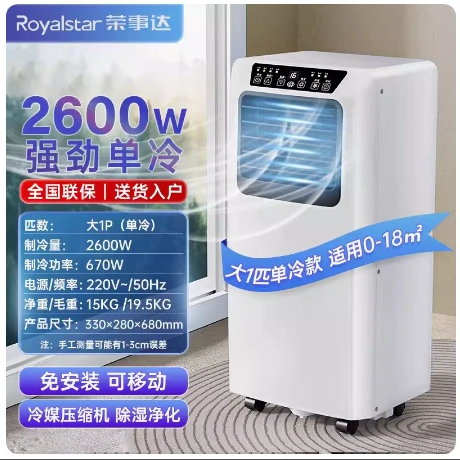 Royalstar 荣事达
2600W
强劲单冷
全国联保 | 送货入户
匹数: 大1P（单冷）
制冷量: 2600W
制冷功率: 670W
电源/频率: 220V~/50Hz
净重/毛重: 15KG /19.5KG
产品尺寸: 330×280×680mm
注: 手工测量可能有1-3cm误差
免安装 可移动
冷媒压缩机 除湿净化
16
大1匹单冷款 适用0-18㎡